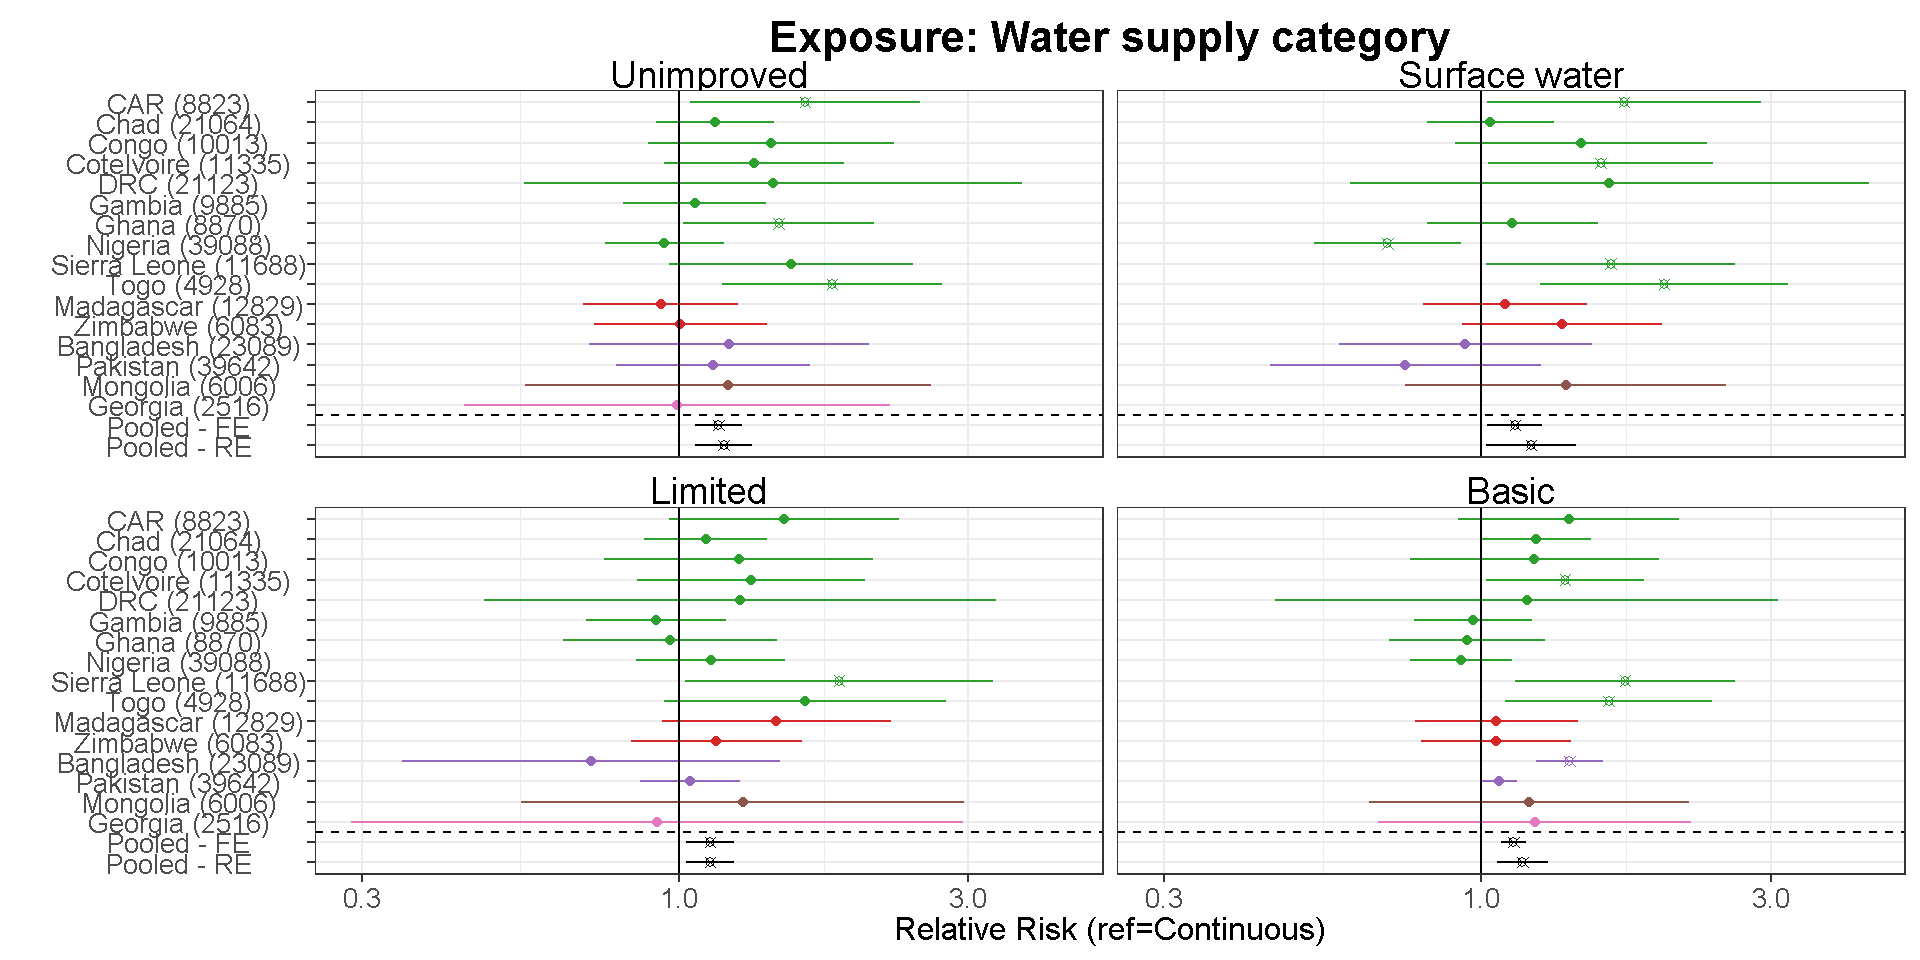 Exposure: Water supply category
Unimproved
Surface water
CAR (8823)
Chad (21064)
Congo (10013)
CoteIvoire (11335)
DRC (21123)
Gambia (9885)
Ghana (8870)
Nigeria (39088)
Sierra Leone (11688)
Togo (4928)
Madagascar (12829)
Zimbabwe (6083)
Bangladesh (23089)
Pakistan (39642)
Mongolia (6006)
Georgia (2516)
Pooled - FE
Pooled - RE
Limited
Basic
CAR (8823)
Chad (21064)
Congo (10013)
CoteIvoire (11335)
DRC (21123)
Gambia (9885)
Ghana (8870)
Nigeria (39088)
Sierra Leone (11688)
Togo (4928)
Madagascar (12829)
Zimbabwe (6083)
Bangladesh (23089)
Pakistan (39642)
Mongolia (6006)
Georgia (2516)
Pooled - FE
Pooled - RE
0.3 1.0 3.0 0.3 1.0 3.0
Relative Risk (ref=Continuous)